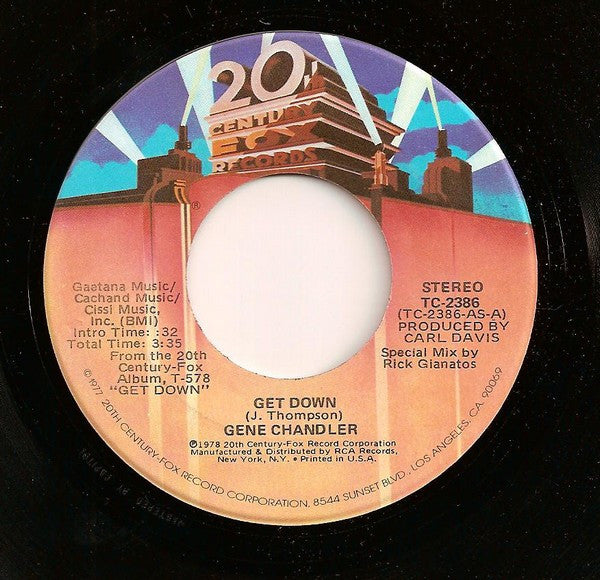 20th
CENTURY
FOX
RECORDS
®
Gaetana Music/
Cachand Music/
Cissi Music,
Inc. (BMI)
Intro Time: :32
Total Time: 3:35
From the 20th
Century-Fox
Album, T-578
"GET DOWN"
STEREO
TC-2386
(TC-2386-AS-A)
PRODUCED BY
CARL DAVIS
Special Mix by
Rick Gianatos
GET DOWN
(J. Thompson)
GENE CHANDLER
℗1978 20th Century-Fox Record Corporation
Manufactured & Distributed by RCA Records,
New York, N.Y. • Printed in U.S.A.
©1977, 20TH CENTURY-FOX RECORD CORPORATION, 8544 SUNSET BLVD., LOS ANGELES, CA. 90069